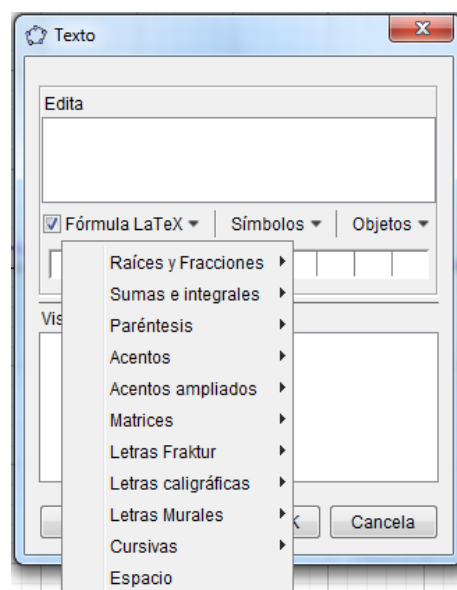 Texto
Edita
Fórmula LaTeX Símbolos Objetos
Raíces y Fracciones
Sumas e integrales
Paréntesis
Acentos
Acentos ampliados
Matrices
Letras Fraktur
Letras caligráficas
Letras Murales
Cursivas
Espacio
Cancela